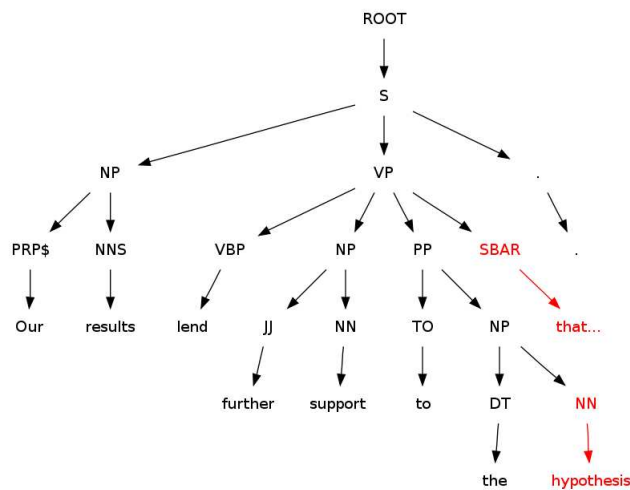 ROOT
S
NP VP .
PRP$ NNS VBP NP PP SBAR .
Our results lend JJ NN TO NP that...
further support to DT NN
the hypothesis